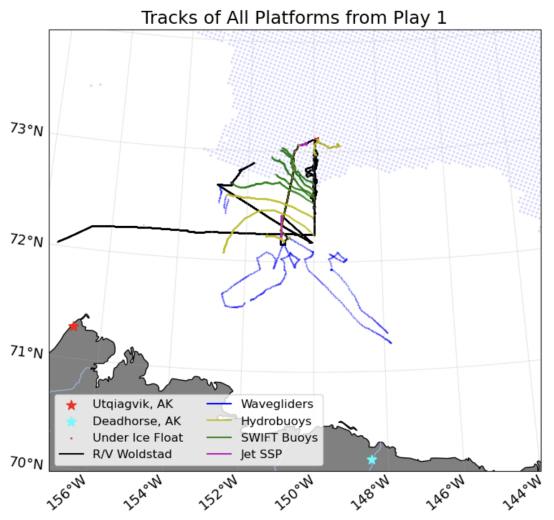 Tracks of All Platforms from Play 1
73°N
72°N
71°N
70°N
Utqiagvik, AK
Deadhorse, AK
Under Ice Float
R/V Woldstad
Wavegliders
Hydrobuoys
SWIFT Buoys
Jet SSP
156°W
154°W
152°W
150°W
148°W
146°W
144°W